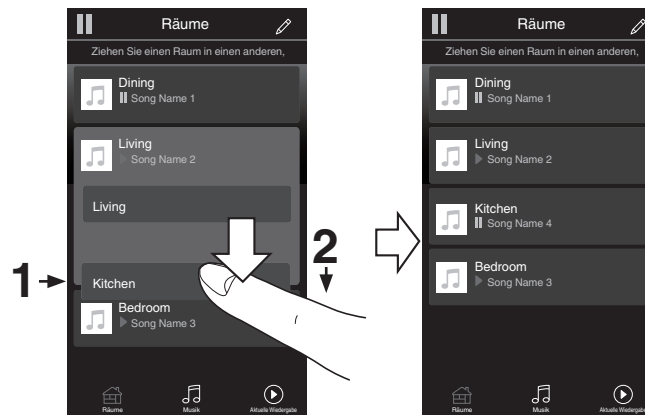 Räume
Ziehen Sie einen Raum in einen anderen,
Dining
Song Name 1
Living
Song Name 2
Living
Kitchen
Bedroom
Song Name 3
Räume
Musik
Aktuelle Wiedergabe
1
2
Räume
Ziehen Sie einen Raum in einen anderen,
Dining
Song Name 1
Living
Song Name 2
Kitchen
Song Name 4
Bedroom
Song Name 3
Räume
Musik
Aktuelle Wiedergabe